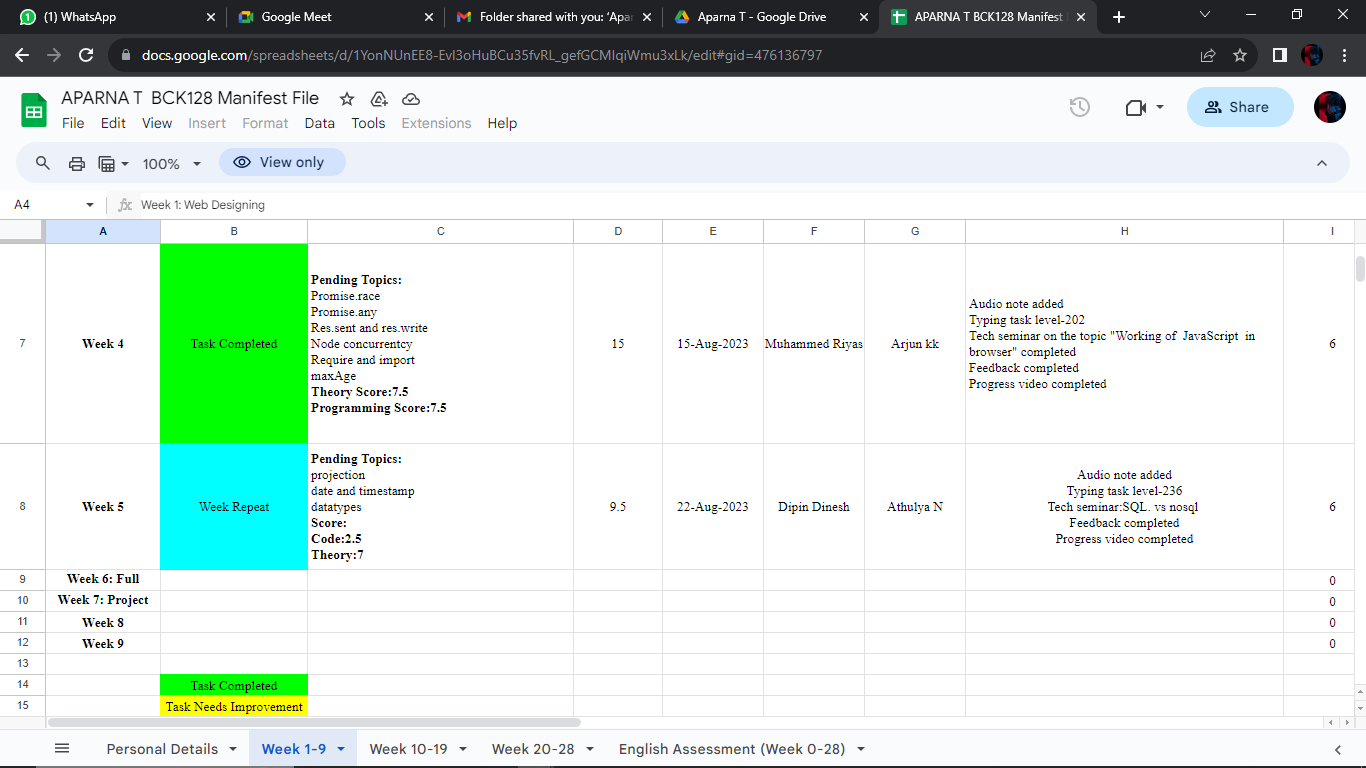 (1) WhatsApp
Google Meet
Folder shared with you: 'Apar
Aparna T - Google Drive
APARNA T BCK128 Manifest
docs.google.com/spreadsheets/d/1YonNUnEE8-EvI3oHuBCu35fvRL_gefGCMlqiWmu3xLk/edit#gid=476136797
APARNA T BCK128 Manifest File
File Edit View Insert Format Data Tools Extensions Help
Share
100%
View only
A4
fx Week 1: Web Designing
A B C D E F G H I
7
Week 4
Task Completed
Pending Topics:
Promise.race
Promise.any
Res.sent and res.write
Node concurrentcy
Require and import
maxAge
Theory Score:7.5
Programming Score:7.5
15
15-Aug-2023
Muhammed Riyas
Arjun kk
Audio note added
Typing task level-202
Tech seminar on the topic "Working of JavaScript in
browser" completed
Feedback completed
Progress video completed
6
8
Week 5
Week Repeat
Pending Topics:
projection
date and timestamp
datatypes
Score:
Code:2.5
Theory:7
9.5
22-Aug-2023
Dipin Dinesh
Athulya N
Audio note added
Typing task level-236
Tech seminar:SQL. vs nosql
Feedback completed
Progress video completed
6
9 Week 6: Full 0
10 Week 7: Project 0
11 Week 8 0
12 Week 9 0
13
14 Task Completed
15 Task Needs Improvement
Personal Details Week 1-9 Week 10-19 Week 20-28 English Assessment (Week 0-28)